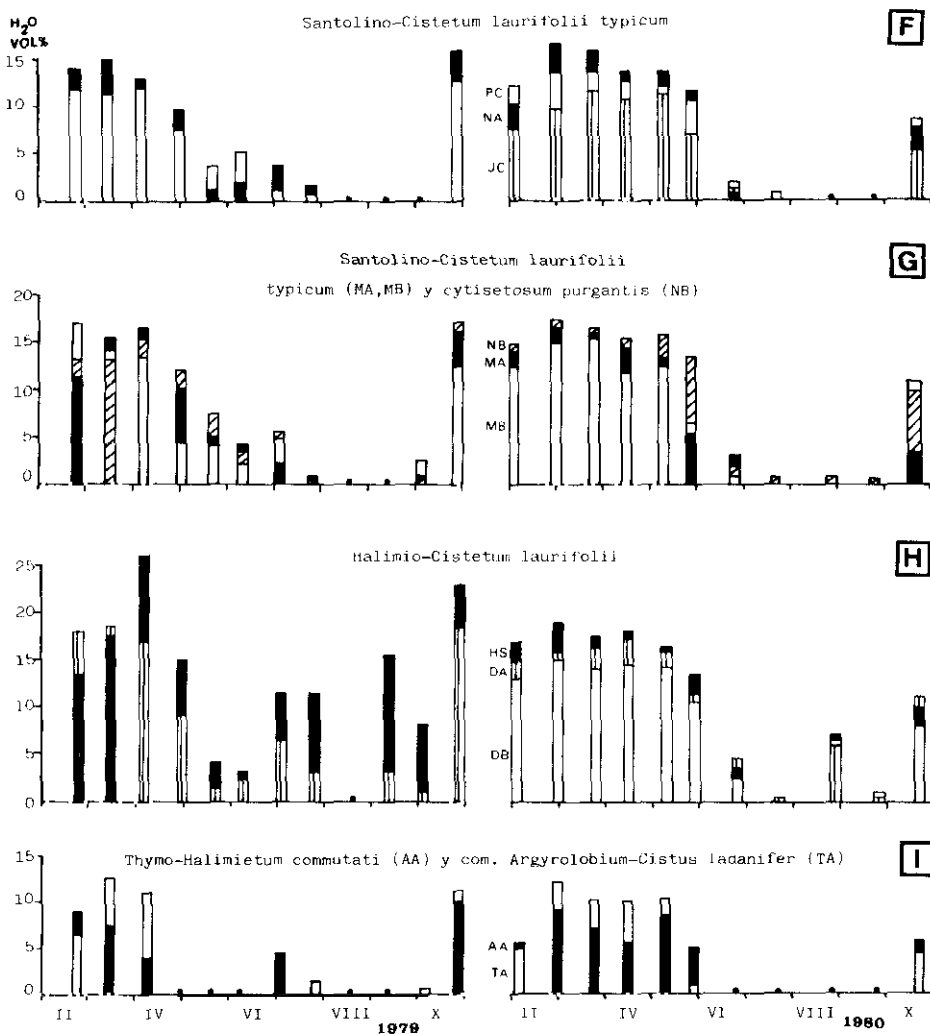 H2O
VOL%
Santolino-Cistetum laurifolii typicum
F
15
10
5
0
PC
NA
JC
Santolino-Cistetum laurifolii
typicum (MA,MB) y cytisetosum purgantis (NB)
G
20
15
10
5
0
NB
MA
MB
Halimio-Cistetum laurifolii
H
25
20
15
10
5
0
HS
DA
DB
Thymo-Halimietum commutati (AA) y com. Argyrolobium-Cistus ladanifer (TA)
I
15
10
5
0
AA
TA
II IV VI VIII X
1979
II IV VI VIII X
1980